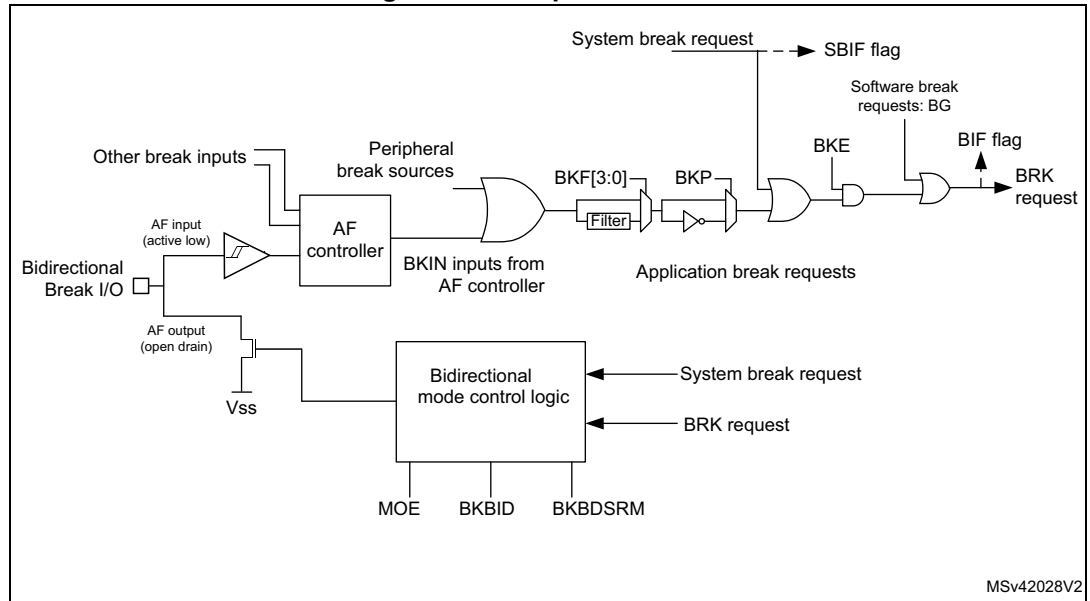 System break request
SBIF flag
Software break
requests: BG
BIF flag
BKE
BRK
request
Peripheral
break sources
Other break inputs
BKF[3:0]
BKP
Filter
AF
controller
AF input
(active low)
BKIN inputs from
AF controller
Application break requests
Bidirectional
Break I/O
AF output
(open drain)
Vss
Bidirectional
mode control logic
System break request
BRK request
MOE
BKBID
BKBDSRM
MSv42028V2